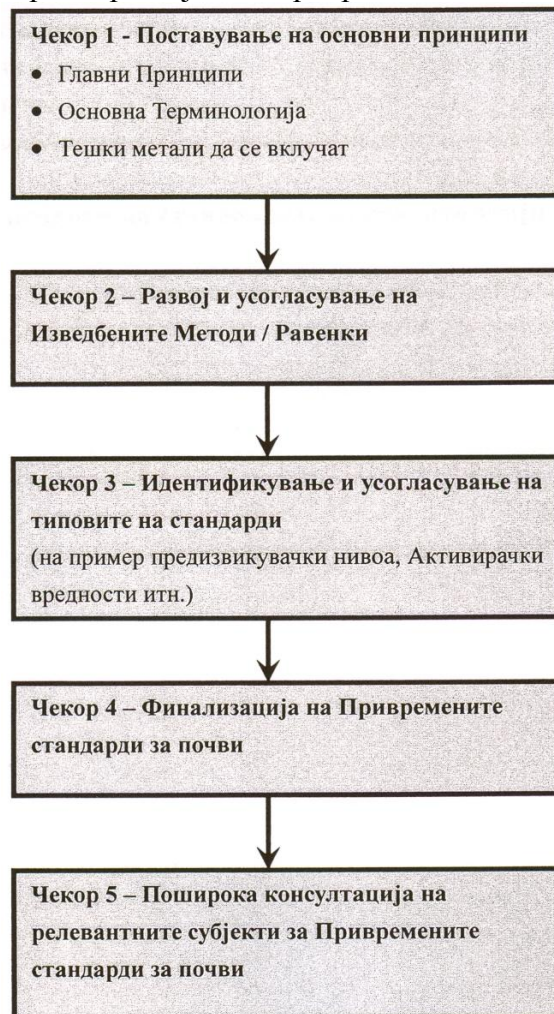 Чекор 1 - Поставување на основни принципи
• Главни Принципи
• Основна Терминологија
• Тешки метали да се вклучат
Чекор 2 – Развој и усогласување на
Изведбените Методи / Равенки
Чекор 3 – Идентификување и усогласување на
типовите на стандарди
(на пример предизвикувачки нивоа, Активирачки
вредности итн.)
Чекор 4 – Финализација на Привремените
стандарди за почви
Чекор 5 – Поширока консултација на
релевантните субјекти за Привремените
стандарди за почви